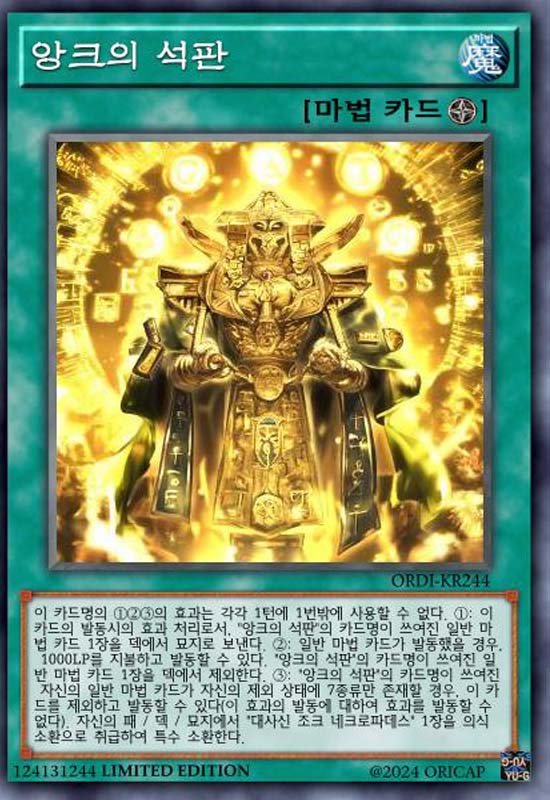 앙크의 석판
마법
魔
[마법 카드]
ORDI-KR244
이 카드명의 ①②③의 효과는 각각 1턴에 1번밖에 사용할 수 없다. ①: 이
카드의 발동시의 효과 처리로서, "앙크의 석판"의 카드명이 쓰여진 일반 마
법 카드 1장을 덱에서 묘지로 보낸다. ②: 일반 마법 카드가 발동했을 경우,
1000LP를 지불하고 발동할 수 있다. "앙크의 석판"의 카드명이 쓰여진 일
반 마법 카드 1장을 덱에서 제외한다. ③: "앙크의 석판"의 카드명이 쓰여진
자신의 일반 마법 카드가 자신의 제외 상태에 7종류만 존재할 경우, 이 카
드를 제외하고 발동할 수 있다(이 효과의 발동에 대하여 효과를 발동할 수
없다). 자신의 패 / 덱 / 묘지에서 "대사신 조크 네크로파데스" 1장을 의식
소환으로 취급하여 특수 소환한다.
124131244 LIMITED EDITION
@2024 ORICAP
YU-G
YU-G